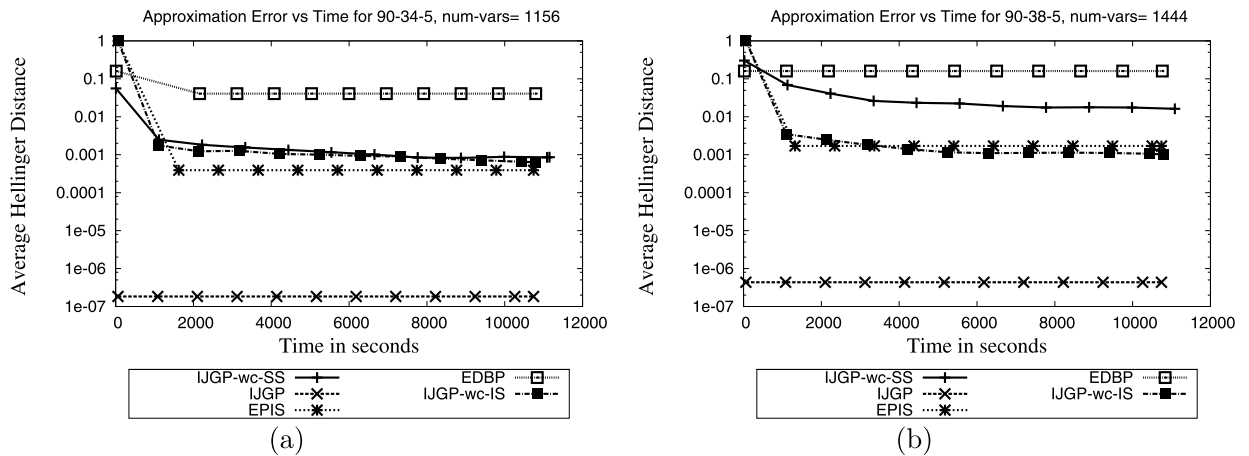 Approximation Error vs Time for 90-34-5, num-vars= 1156
Average Hellinger Distance
1
0.1
0.01
0.001
0.0001
1e-05
1e-06
1e-07
0 2000 4000 6000 8000 10000 12000
Time in seconds
IJGP-wc-SS EDBP
IJGP IJGP-wc-IS
EPIS
(a)
Approximation Error vs Time for 90-38-5, num-vars= 1444
Average Hellinger Distance
1
0.1
0.01
0.001
0.0001
1e-05
1e-06
1e-07
0 2000 4000 6000 8000 10000 12000
Time in seconds
IJGP-wc-SS EDBP
IJGP IJGP-wc-IS
EPIS
(b)